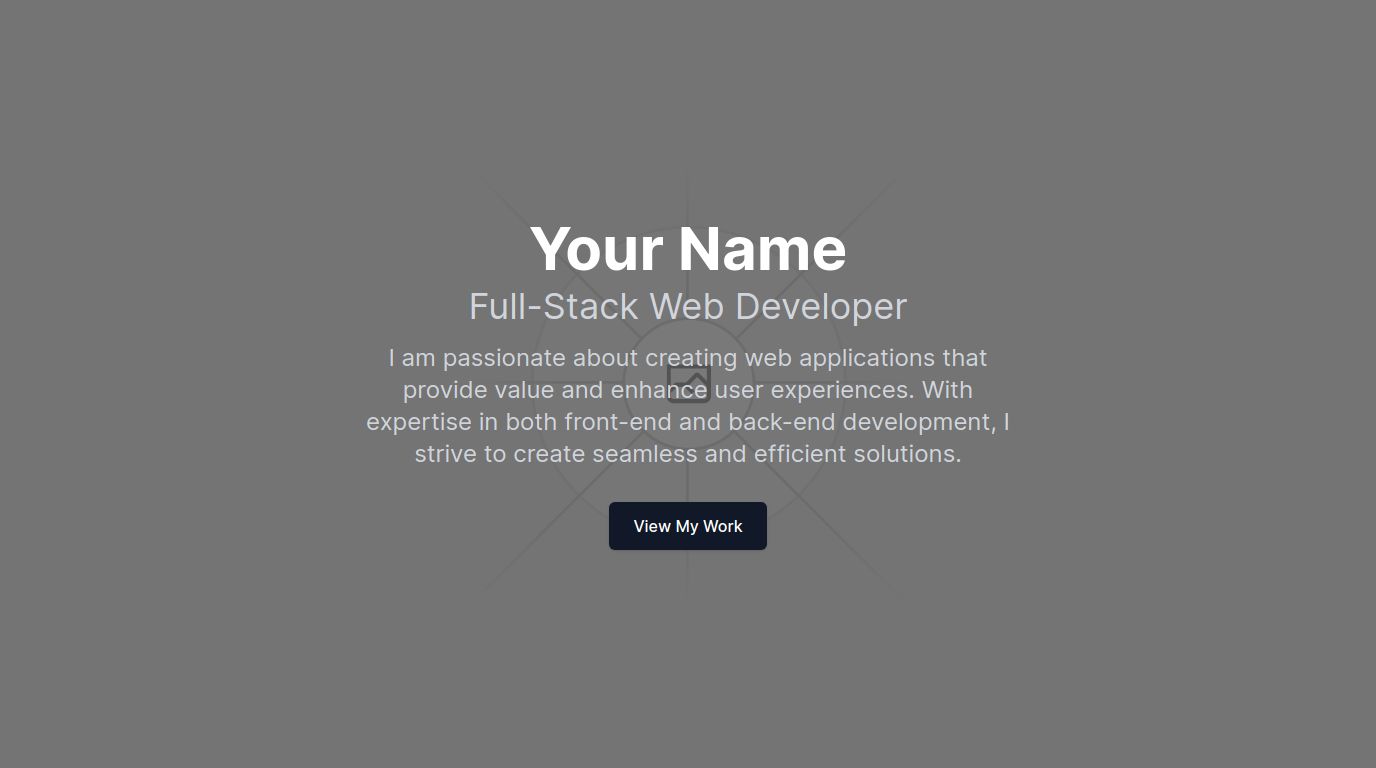 Your Name
Full-Stack Web Developer
I am passionate about creating web applications that
provide value and enhance user experiences. With
expertise in both front-end and back-end development, I
strive to create seamless and efficient solutions.
View My Work